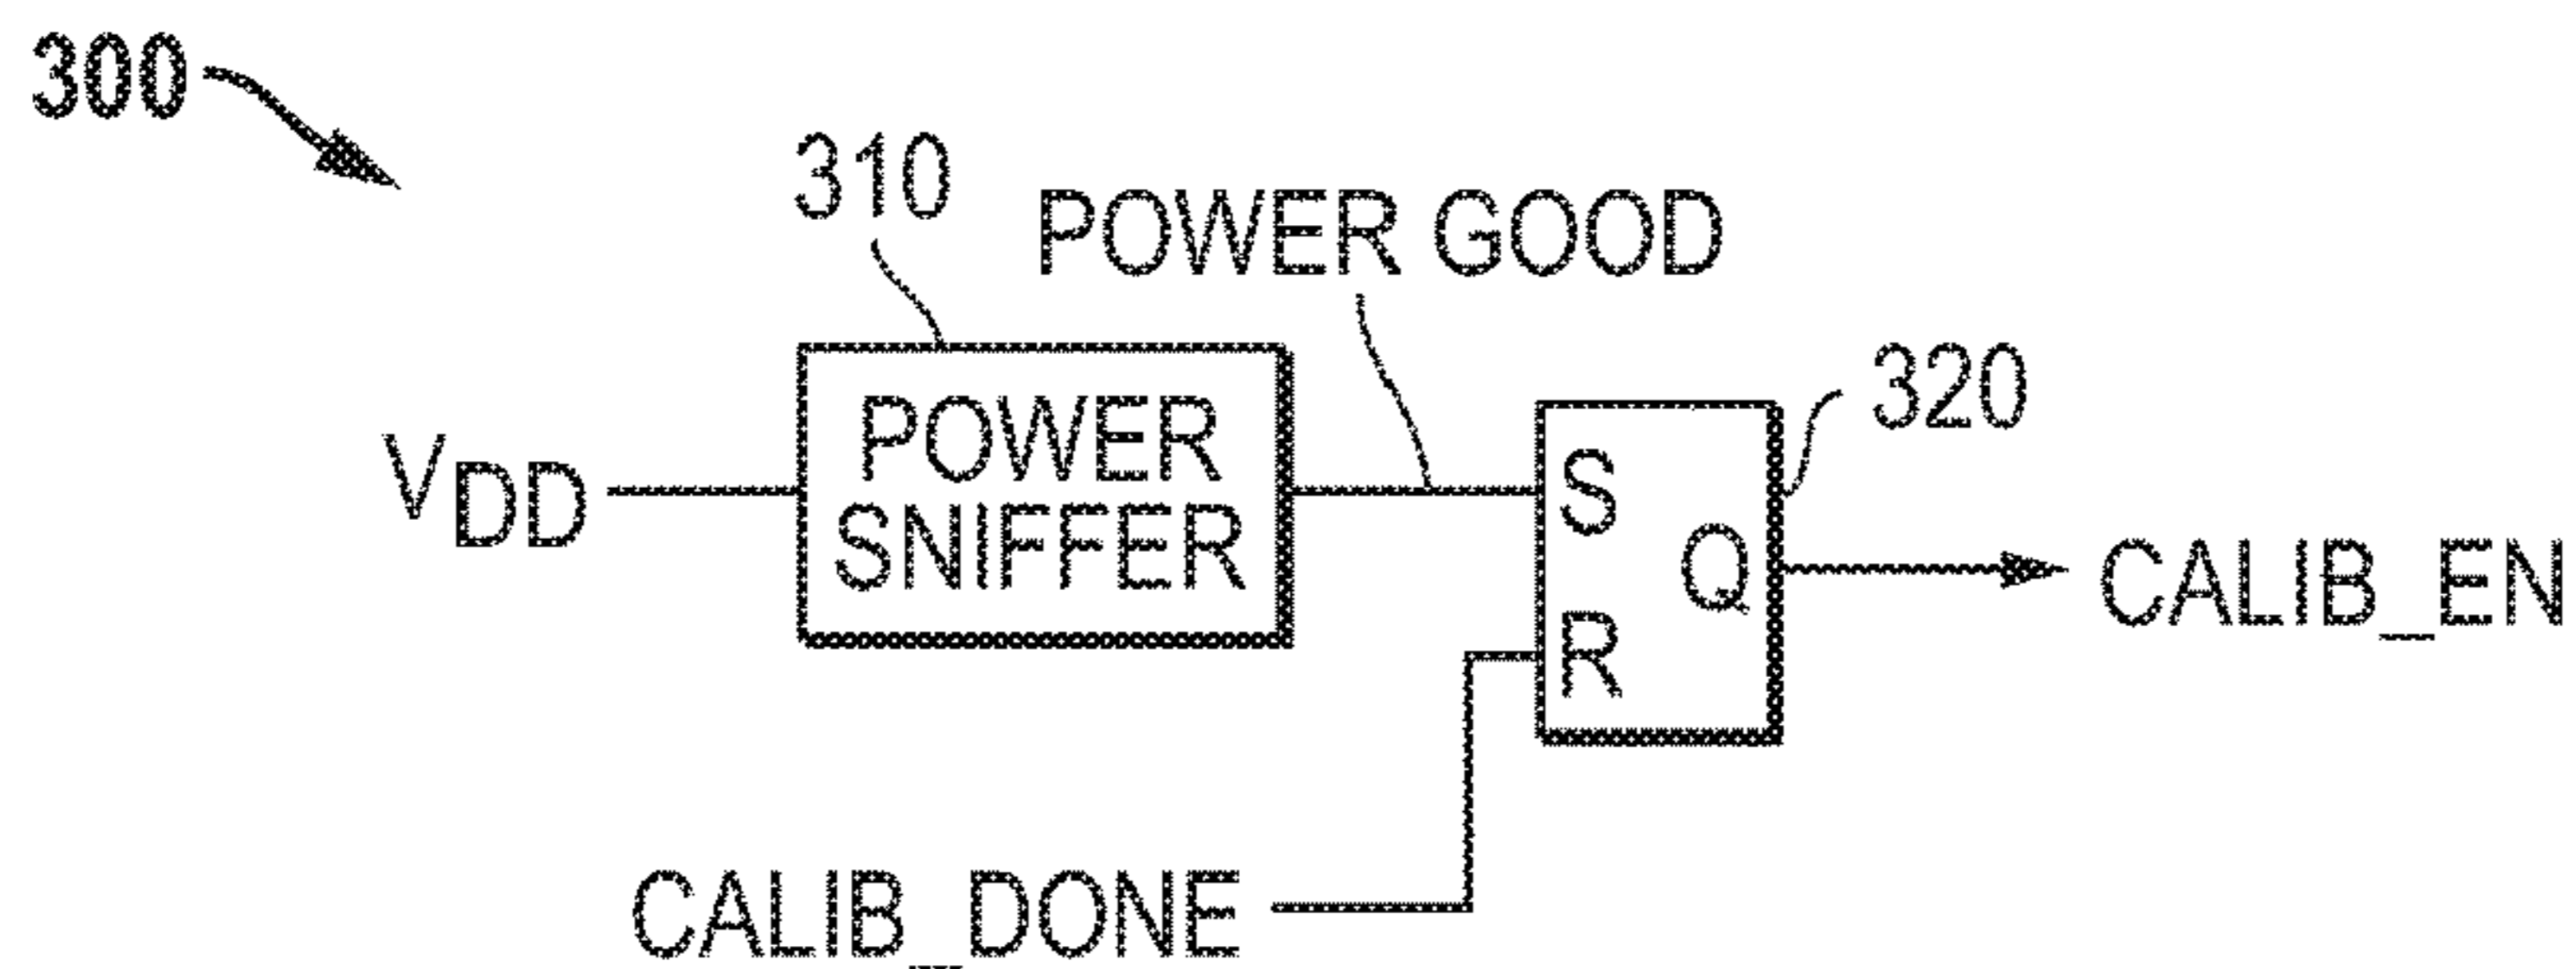 300
310
POWER GOOD
320
VDD
POWER
SNIFFER
S
Q
R
CALIB_EN
CALIB_DONE